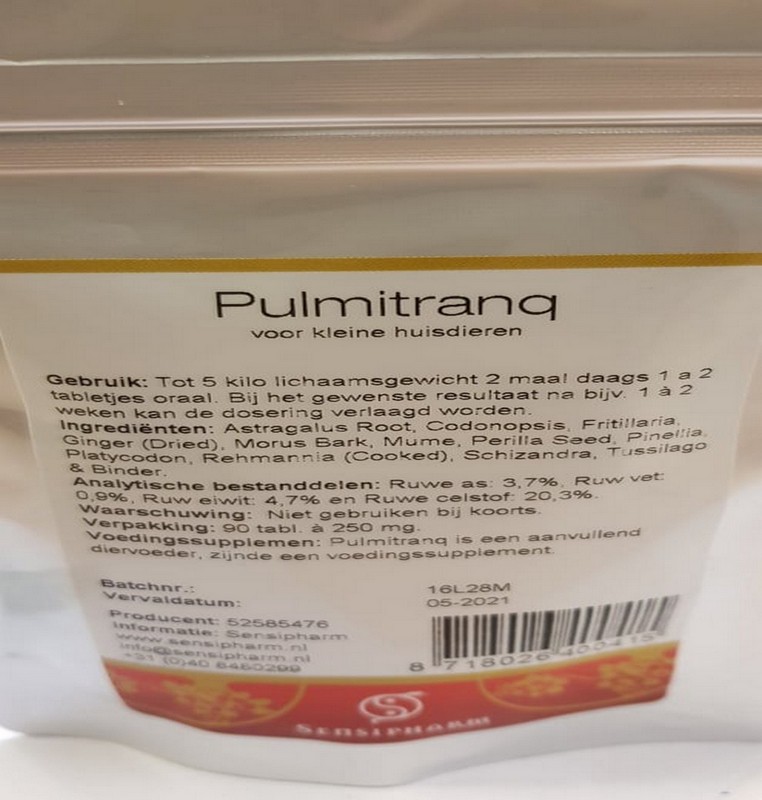 Pulmitranq
voor kleine huisdieren
Gebruik: Tot 5 kilo lichaamsgewicht 2 maal daags 1 a 2
tabletjes oraal. Bij het gewenste resultaat na bijv. 1 à 2
weken kan de dosering verlaagd worden.
Ingrediënten: Astragalus Root, Codonopsis, Fritillaria,
Ginger (Dried), Morus Bark, Mume, Perilla Seed, Pinellia,
Platycodon, Rehmannia (Cooked), Schizandra, Tussilago
& Binder.
Analytische bestanddelen: Ruwe as: 3,7%, Ruw vet:
0,9%, Ruw eiwit: 4,7% en Ruwe celstof: 20,3%.
Waarschuwing: Niet gebruiken bij koorts.
Verpakking: 90 tabl. à 250 mg.
Voedingssupplemen: Pulmitranq is een aanvullend
diervoeder, zijnde een voedingssupplement.
Batchnr.: 16L28M
Vervaldatum: 05-2021
Producent: 52585476
Informatie: Sensipharm
www.sensipharm.nl
info@sensipharm.nl
+31 (0)40 8480299
8 718026 400415
SENSIPHARM